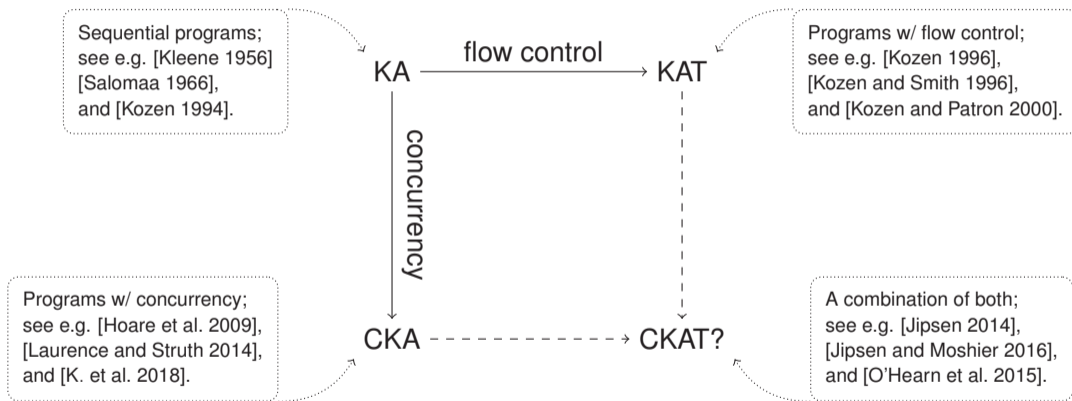 Sequential programs;
see e.g. [Kleene 1956]
[Salomaa 1966],
and [Kozen 1994].
KA
flow control
KAT
Programs w/ flow control;
see e.g. [Kozen 1996],
[Kozen and Smith 1996],
and [Kozen and Patron 2000].
concurrency
Programs w/ concurrency;
see e.g. [Hoare et al. 2009],
[Laurence and Struth 2014],
and [K. et al. 2018].
CKA
CKAT?
A combination of both;
see e.g. [Jipsen 2014],
[Jipsen and Moshier 2016],
and [O'Hearn et al. 2015].